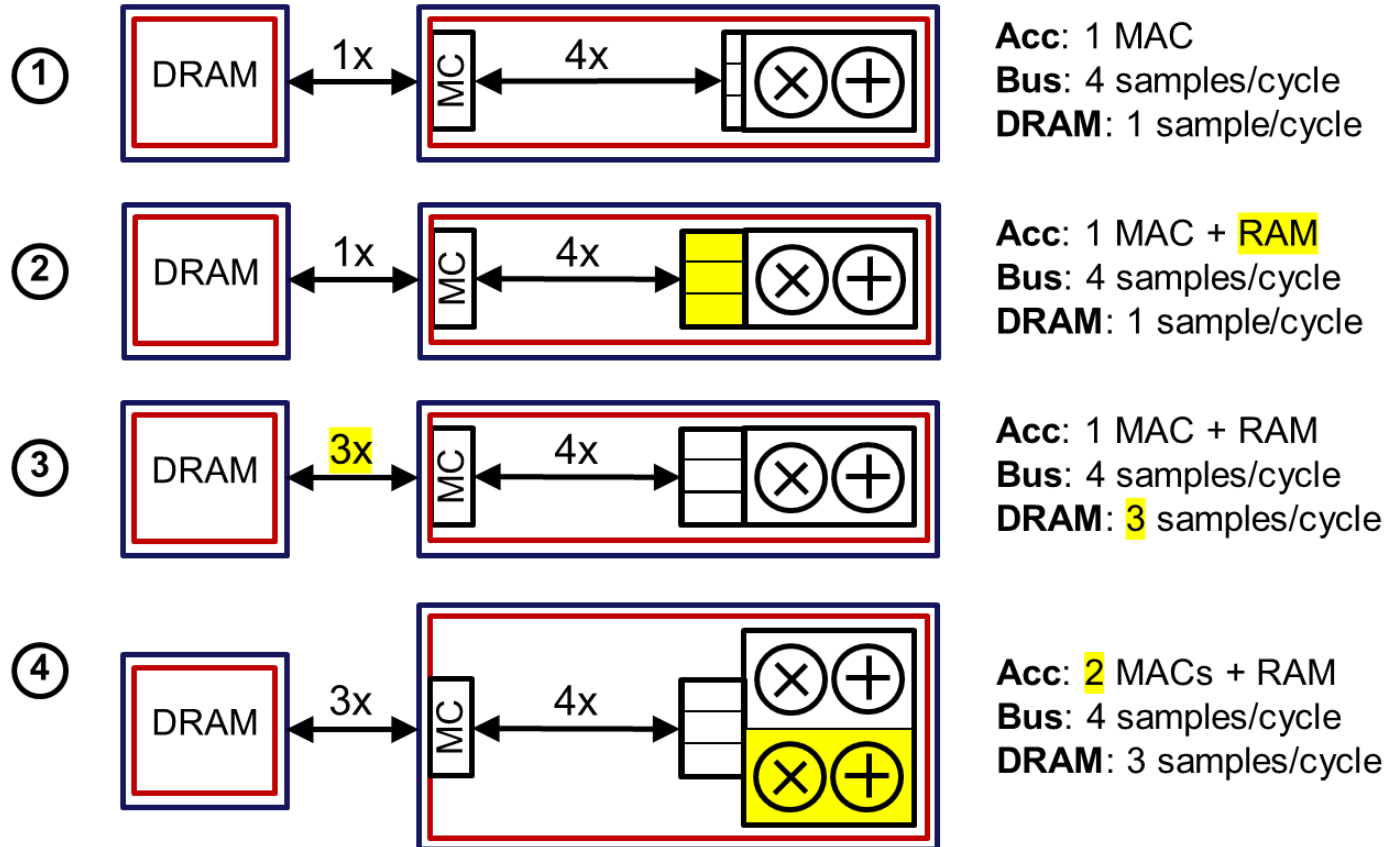 1
DRAM
1x
MC
4x
Acc: 1 MAC
Bus: 4 samples/cycle
DRAM: 1 sample/cycle
2
DRAM
1x
MC
4x
Acc: 1 MAC + RAM
Bus: 4 samples/cycle
DRAM: 1 sample/cycle
3
DRAM
3x
MC
4x
Acc: 1 MAC + RAM
Bus: 4 samples/cycle
DRAM: 3 samples/cycle
4
DRAM
3x
MC
4x
Acc: 2 MACs + RAM
Bus: 4 samples/cycle
DRAM: 3 samples/cycle